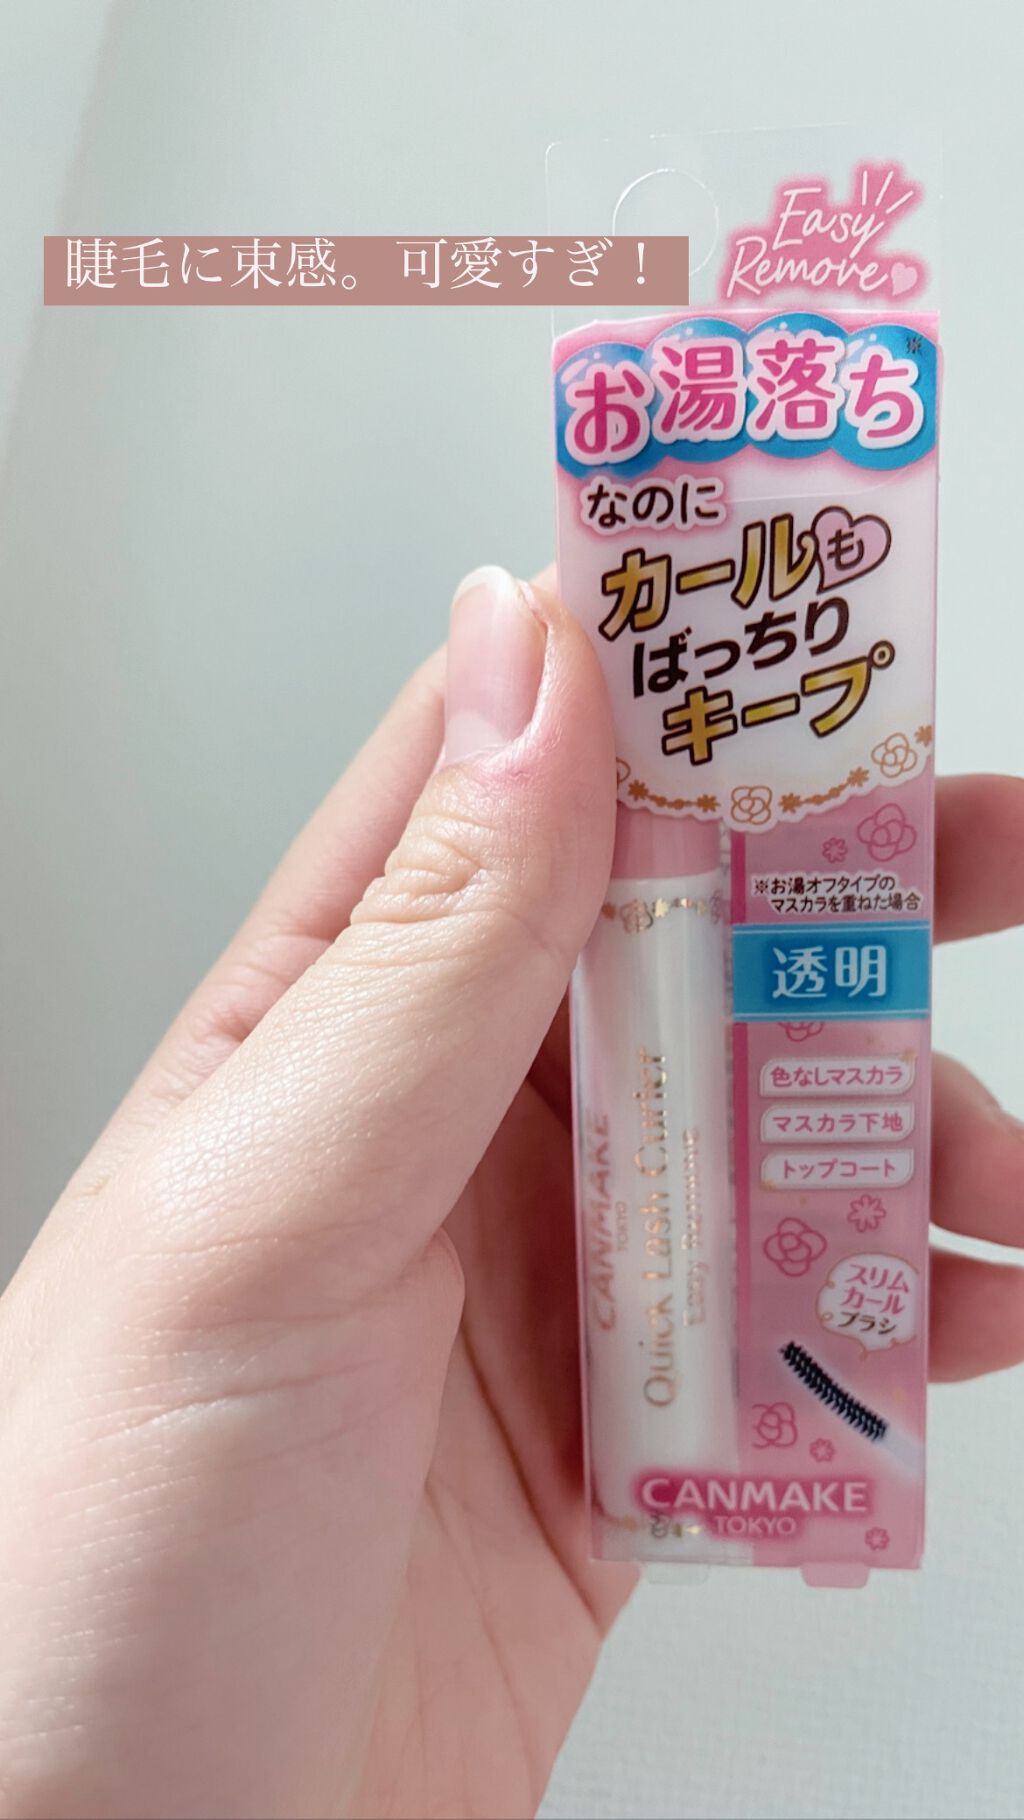 Easy
Remove
睫毛に束感。可愛すぎ！
お湯落ち※
なのに
カールも
ばっちり
キープ
※お湯オフタイプの
マスカラを重ねた場合
透明
色なしマスカラ
マスカラ下地
トップコート
スリム
カール
ブラシ
CANMAKE
TOKYO
Quick Lash Curler
Easy Remove
CANMAKE
TOKYO